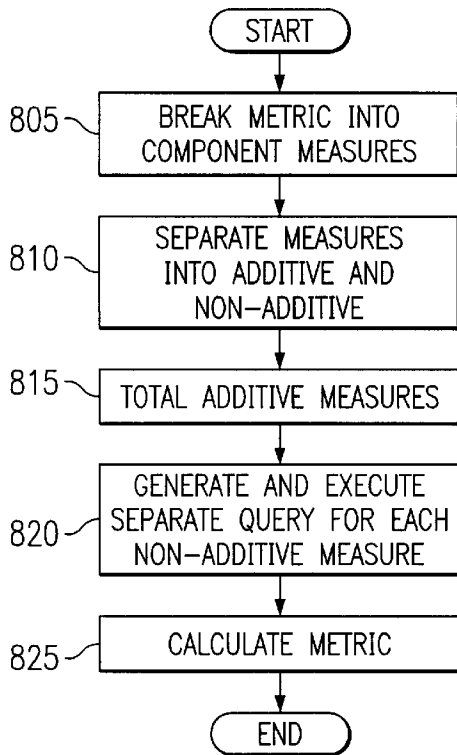 START
805
BREAK METRIC INTO
COMPONENT MEASURES
810
SEPARATE MEASURES
INTO ADDITIVE AND
NON-ADDITIVE
815
TOTAL ADDITIVE MEASURES
820
GENERATE AND EXECUTE
SEPARATE QUERY FOR EACH
NON-ADDITIVE MEASURE
825
CALCULATE METRIC
END